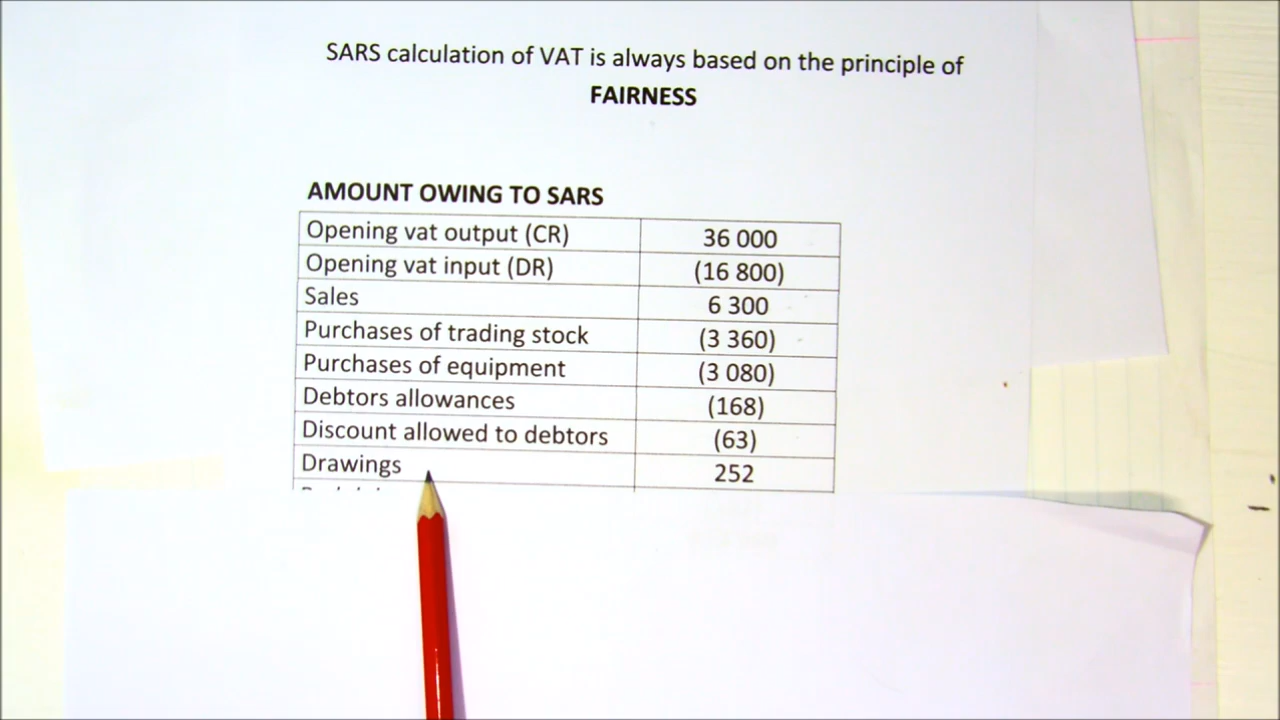 SARS calculation of VAT is always based on the principle of
FAIRNESS
AMOUNT OWING TO SARS
Opening vat output (CR) 36 000
Opening vat input (DR) (16 800)
Sales 6 300
Purchases of trading stock (3 360)
Purchases of equipment (3 080)
Debtors allowances (168)
Discount allowed to debtors (63)
Drawings 252